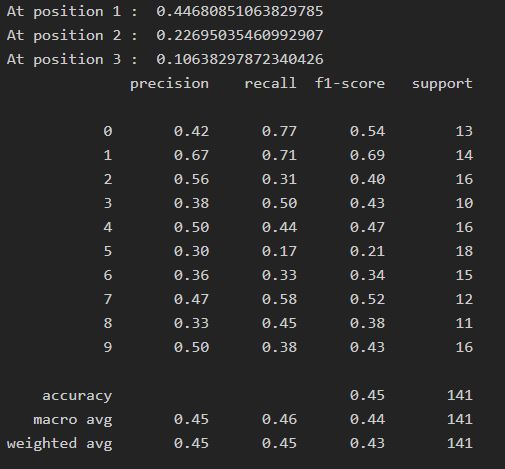 At position 1 :  0.44680851063829785
At position 2 :  0.22695035460992907
At position 3 :  0.10638297872340426
precision recall f1-score support
0 0.42 0.77 0.54 13
1 0.67 0.71 0.69 14
2 0.56 0.31 0.40 16
3 0.38 0.50 0.43 10
4 0.50 0.44 0.47 16
5 0.30 0.17 0.21 18
6 0.36 0.33 0.34 15
7 0.47 0.58 0.52 12
8 0.33 0.45 0.38 11
9 0.50 0.38 0.43 16
accuracy 0.45 141
macro avg 0.45 0.46 0.44 141
weighted avg 0.45 0.45 0.43 141